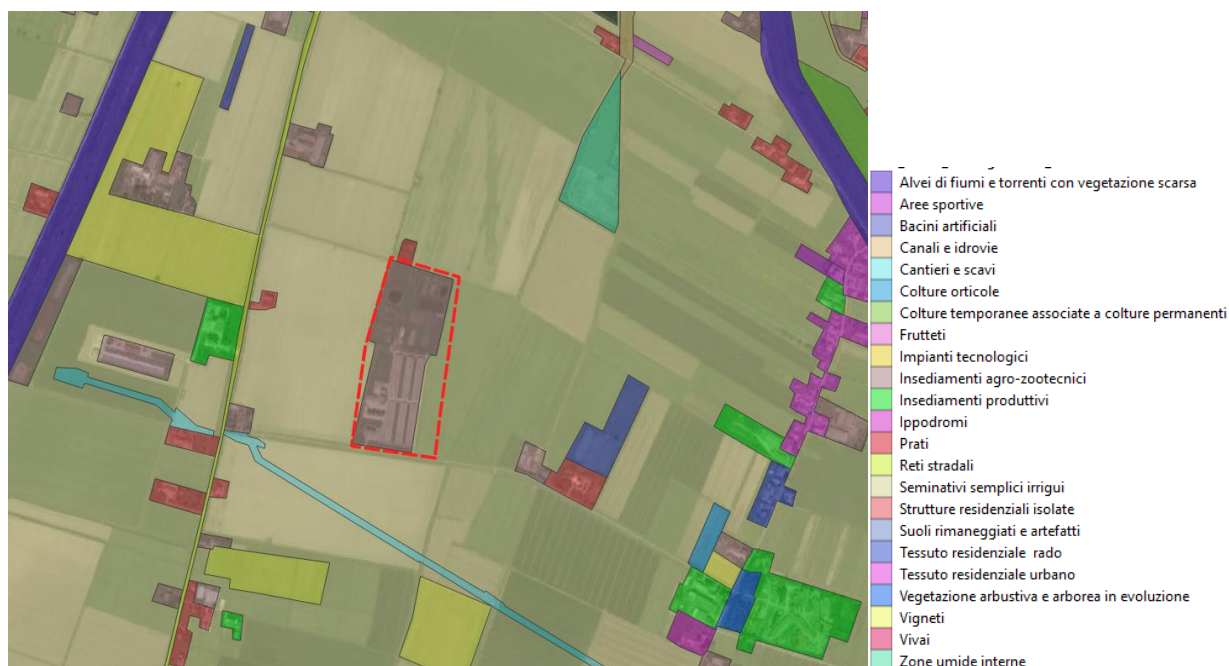 Alvei di fiumi e torrenti con vegetazione scarsa
Aree sportive
Bacini artificiali
Canali e idrovie
Cantieri e scavi
Colture orticole
Colture temporanee associate a colture permanenti
Frutteti
Impianti tecnologici
Insediamenti agro-zootecnici
Insediamenti produttivi
Ippodromi
Prati
Reti stradali
Seminativi semplici irrigui
Strutture residenziali isolate
Suoli rimaneggiati e artefatti
Tessuto residenziale  rado
Tessuto residenziale urbano
Vegetazione arbustiva e arborea in evoluzione
Vigneti
Vivai
Zone umide interne